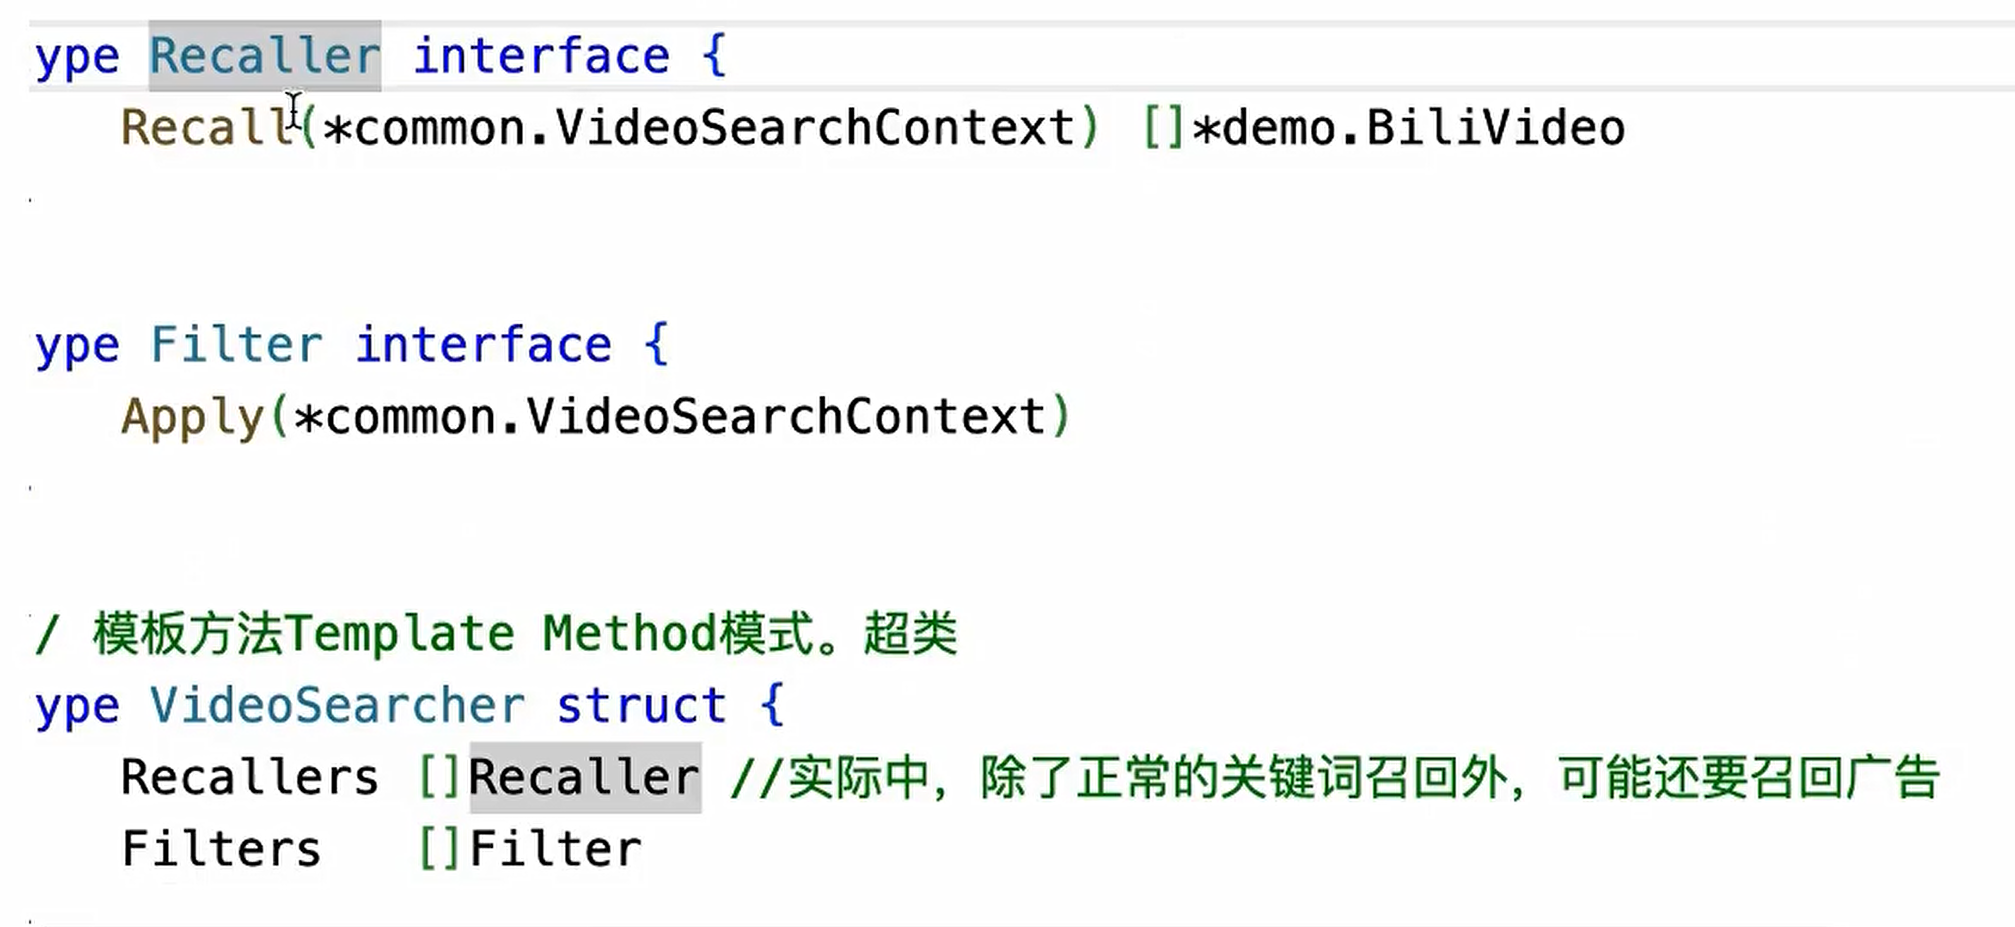 ype Recaller interface {
Recall(*common.VideoSearchContext) []*demo.BiliVideo
ype Filter interface {
Apply(*common.VideoSearchContext)
/ 模板方法Template Method模式。超类
ype VideoSearcher struct {
Recallers []Recaller //实际中，除了正常的关键词召回外，可能还要召回广告
Filters []Filter